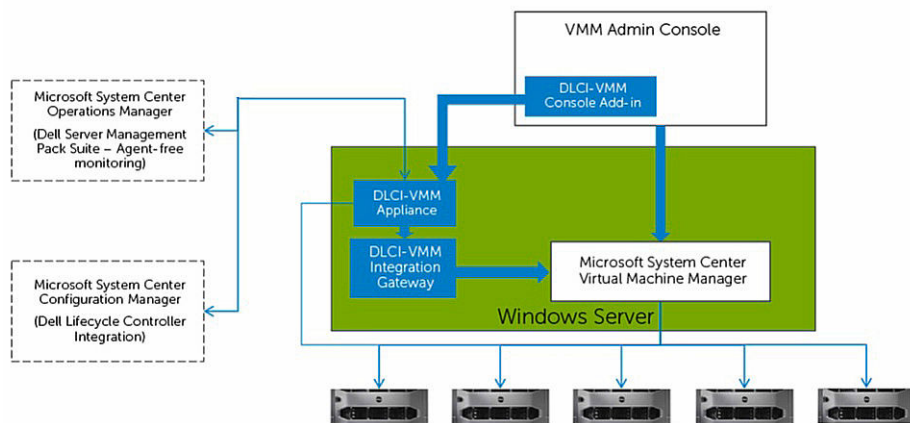 VMM Admin Console
DLCI-VMM
Console Add-in
Microsoft System Center
Operations Manager
(Dell Server Management
Pack Suite – Agent-free
monitoring)
DLCI-VMM
Appliance
DLCI-VMM
Integration
Gateway
Microsoft System Center
Virtual Machine Manager
Microsoft System Center
Configuration Manager
(Dell Lifecycle Controller
Integration)
Windows Server